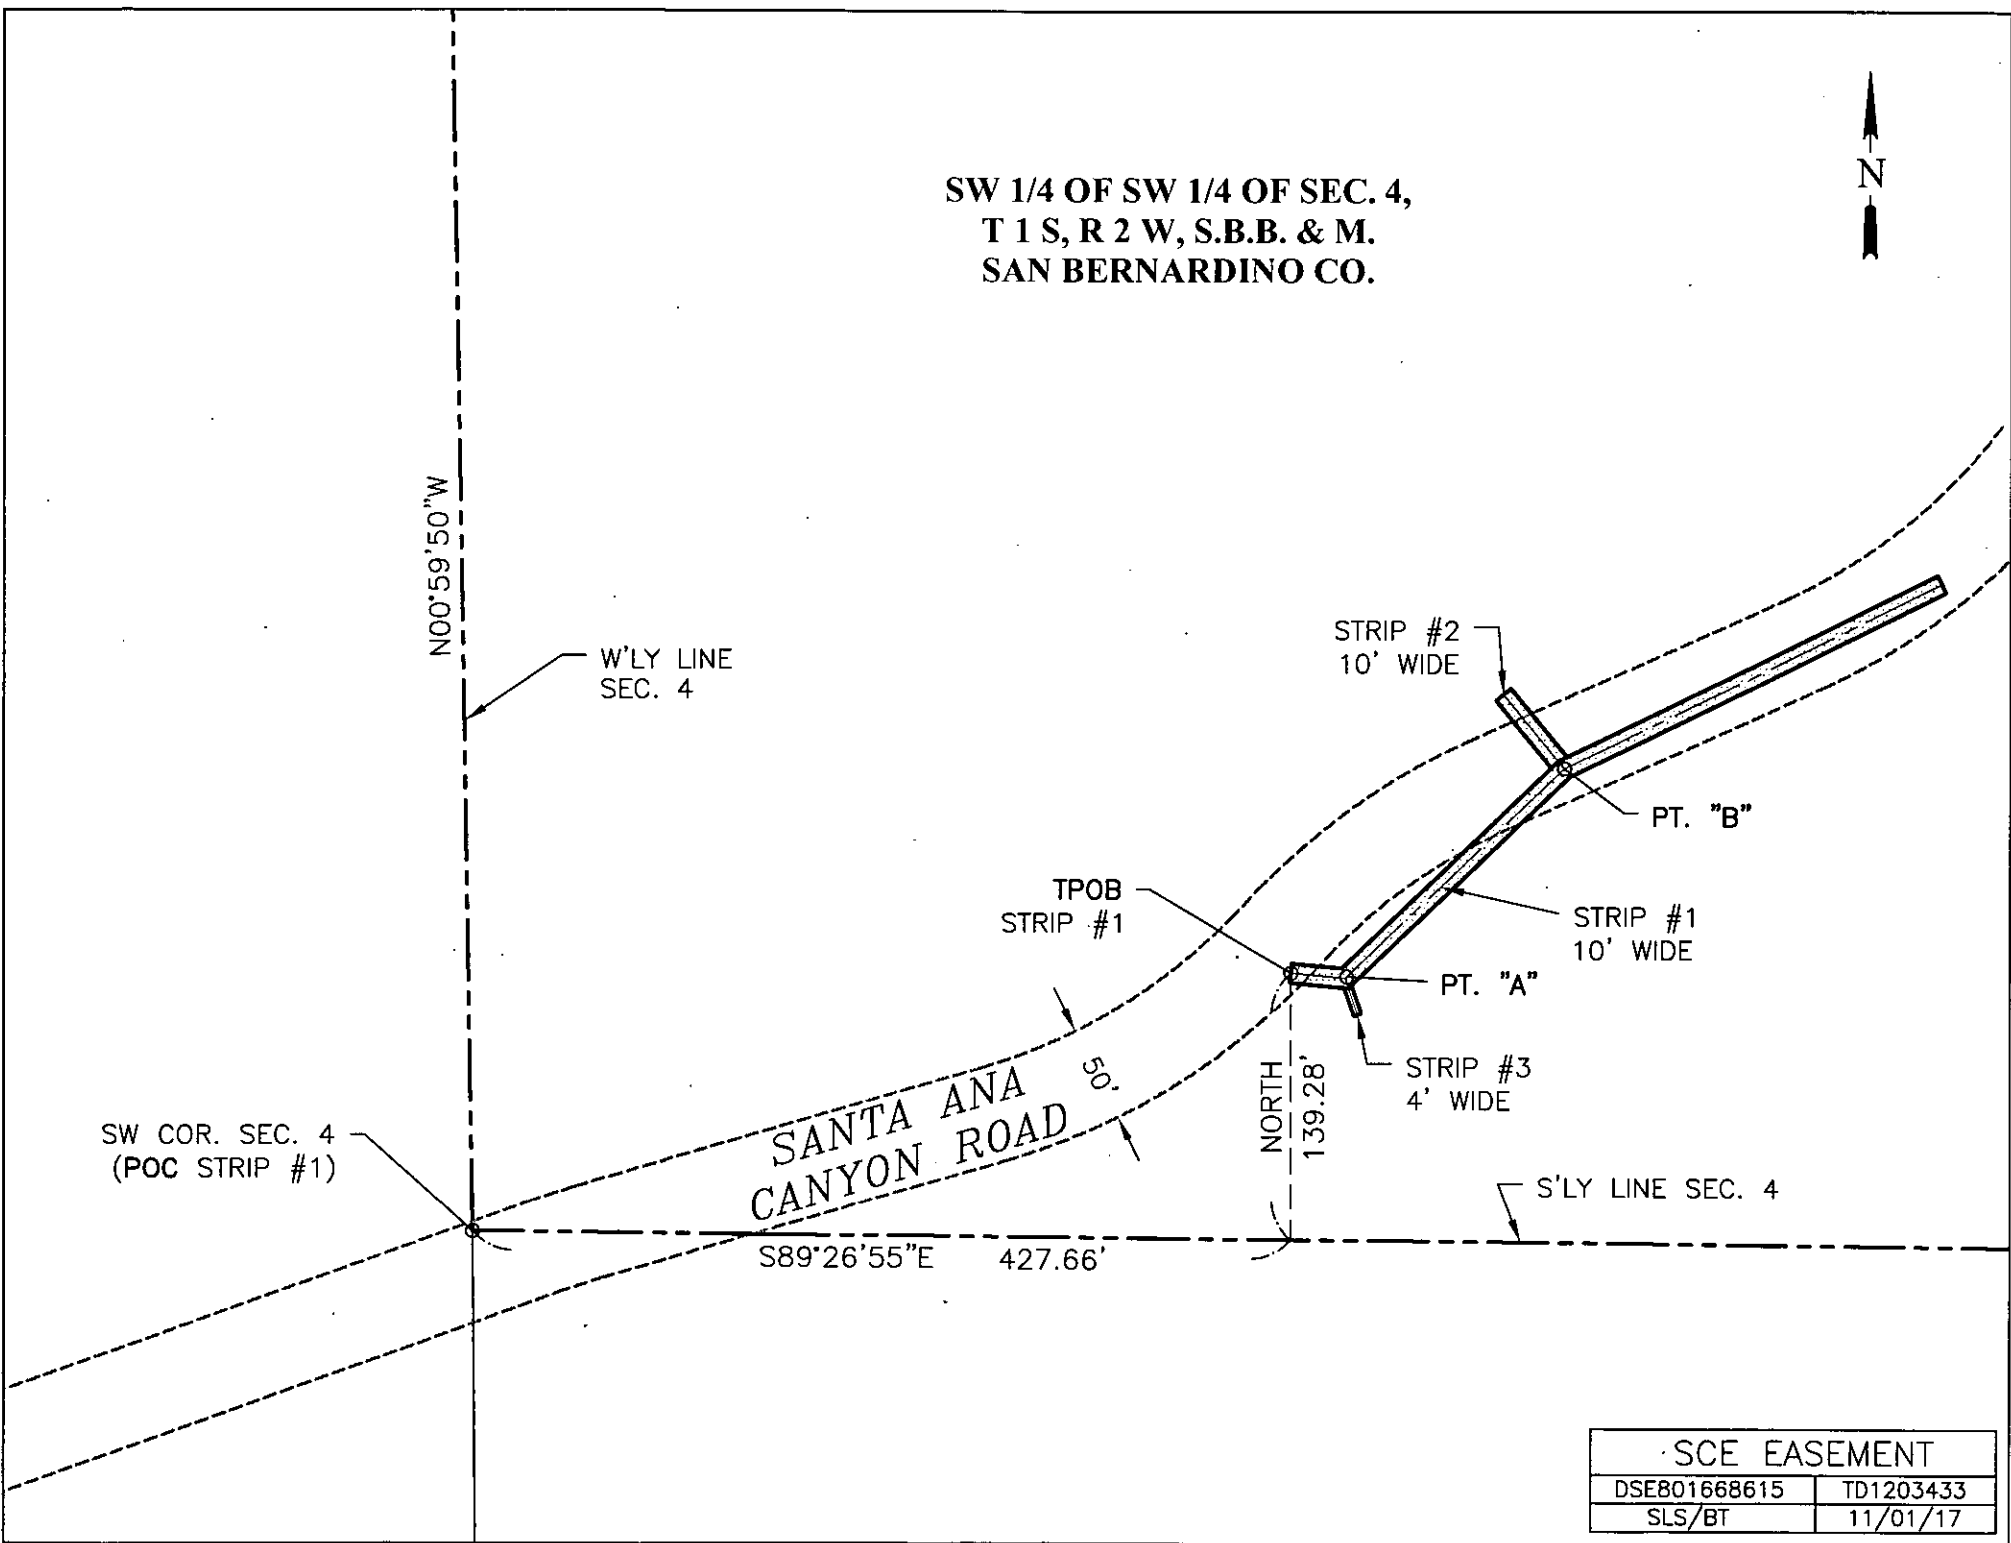 SW 1/4 OF SW 1/4 OF SEC. 4,
T 1 S, R 2 W, S.B.B. & M.
SAN BERNARDINO CO.
N
N00°59'50"W
W'LY LINE
SEC. 4
STRIP #2
10' WIDE
PT. "B"
TPOB
STRIP #1
STRIP #1
10' WIDE
PT. "A"
50'
SANTA ANA
CANYON ROAD
NORTH
139.28'
STRIP #3
4' WIDE
SW COR. SEC. 4
(POC STRIP #1)
S'LY LINE SEC. 4
S89°26'55"E 427.66'
SCE EASEMENT
DSE801668615 TD1203433
SLS/BT 11/01/17